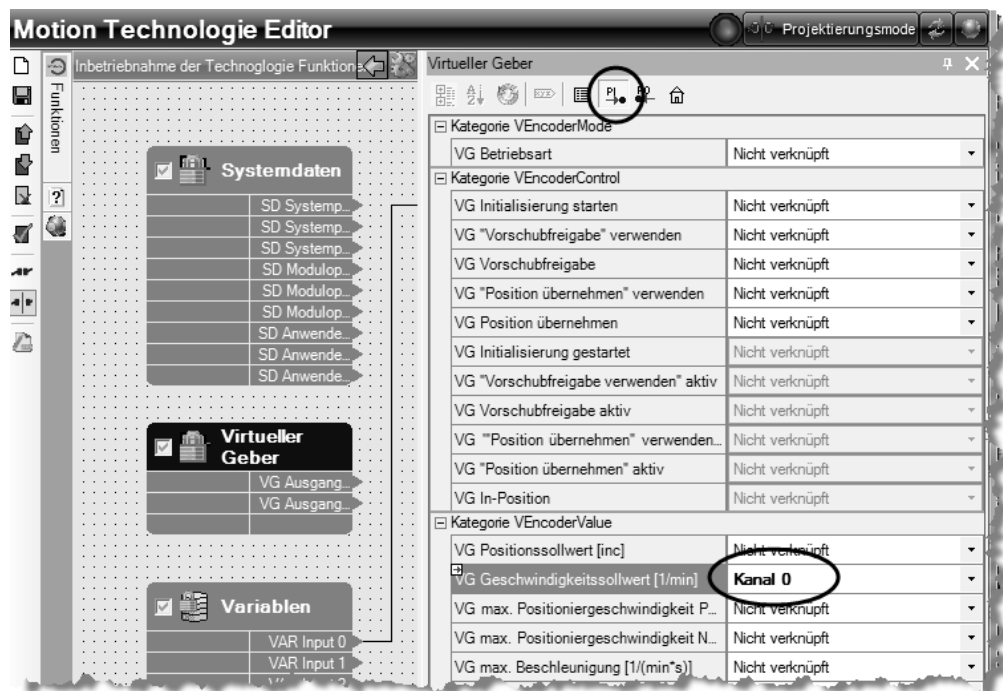 Motion Technologie Editor
Projektierungsmode
Funktionen
Inbetriebnahme der Technoglogie Funktione
Systemdaten
SD Systemp...
SD Systemp...
SD Systemp...
SD Modulop...
SD Modulop...
SD Modulop...
SD Anwende...
SD Anwende...
SD Anwende...
Virtueller
Geber
VG Ausgang...
VG Ausgang...
Variablen
VAR Input 0
VAR Input 1
Virtueller Geber
Kategorie VEncoderMode
VG Betriebsart Nicht verknüpft
Kategorie VEncoderControl
VG Initialisierung starten Nicht verknüpft
VG "Vorschubfreigabe" verwenden Nicht verknüpft
VG Vorschubfreigabe Nicht verknüpft
VG "Position übernehmen" verwenden Nicht verknüpft
VG Position übernehmen Nicht verknüpft
VG Initialisierung gestartet Nicht verknüpft
VG "Vorschubfreigabe verwenden" aktiv Nicht verknüpft
VG Vorschubfreigabe aktiv Nicht verknüpft
VG ""Position übernehmen" verwenden... Nicht verknüpft
VG "Position übernehmen" aktiv Nicht verknüpft
VG In-Position Nicht verknüpft
Kategorie VEncoderValue
VG Positionssollwert [inc] Nicht verknüpft
VG Geschwindigkeitssollwert [1/min] Kanal 0
VG max. Positioniergeschwindigkeit P... Nicht verknüpft
VG max. Positioniergeschwindigkeit N... Nicht verknüpft
VG max. Beschleunigung [1/(min*s)] Nicht verknüpft